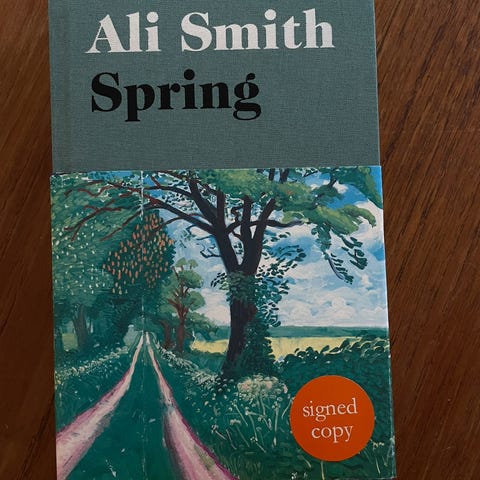 Ali Smith
Spring
signed
copy